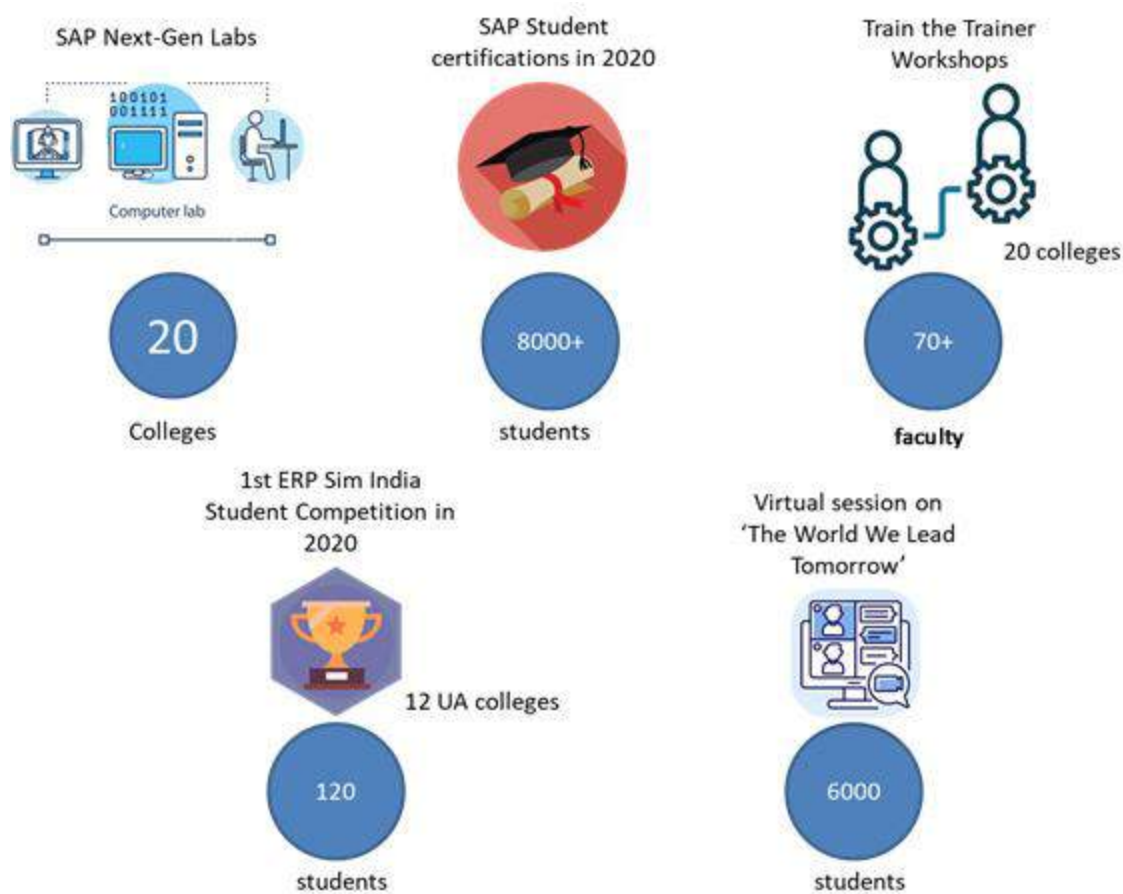 SAP Next-Gen Labs
100101
001111
Computer lab
20
Colleges
SAP Student
certifications in 2020
8000+
students
Train the Trainer
Workshops
20 colleges
70+
faculty
1st ERP Sim India
Student Competition in
2020
12 UA colleges
120
students
Virtual session on
‘The World We Lead
Tomorrow’
6000
students